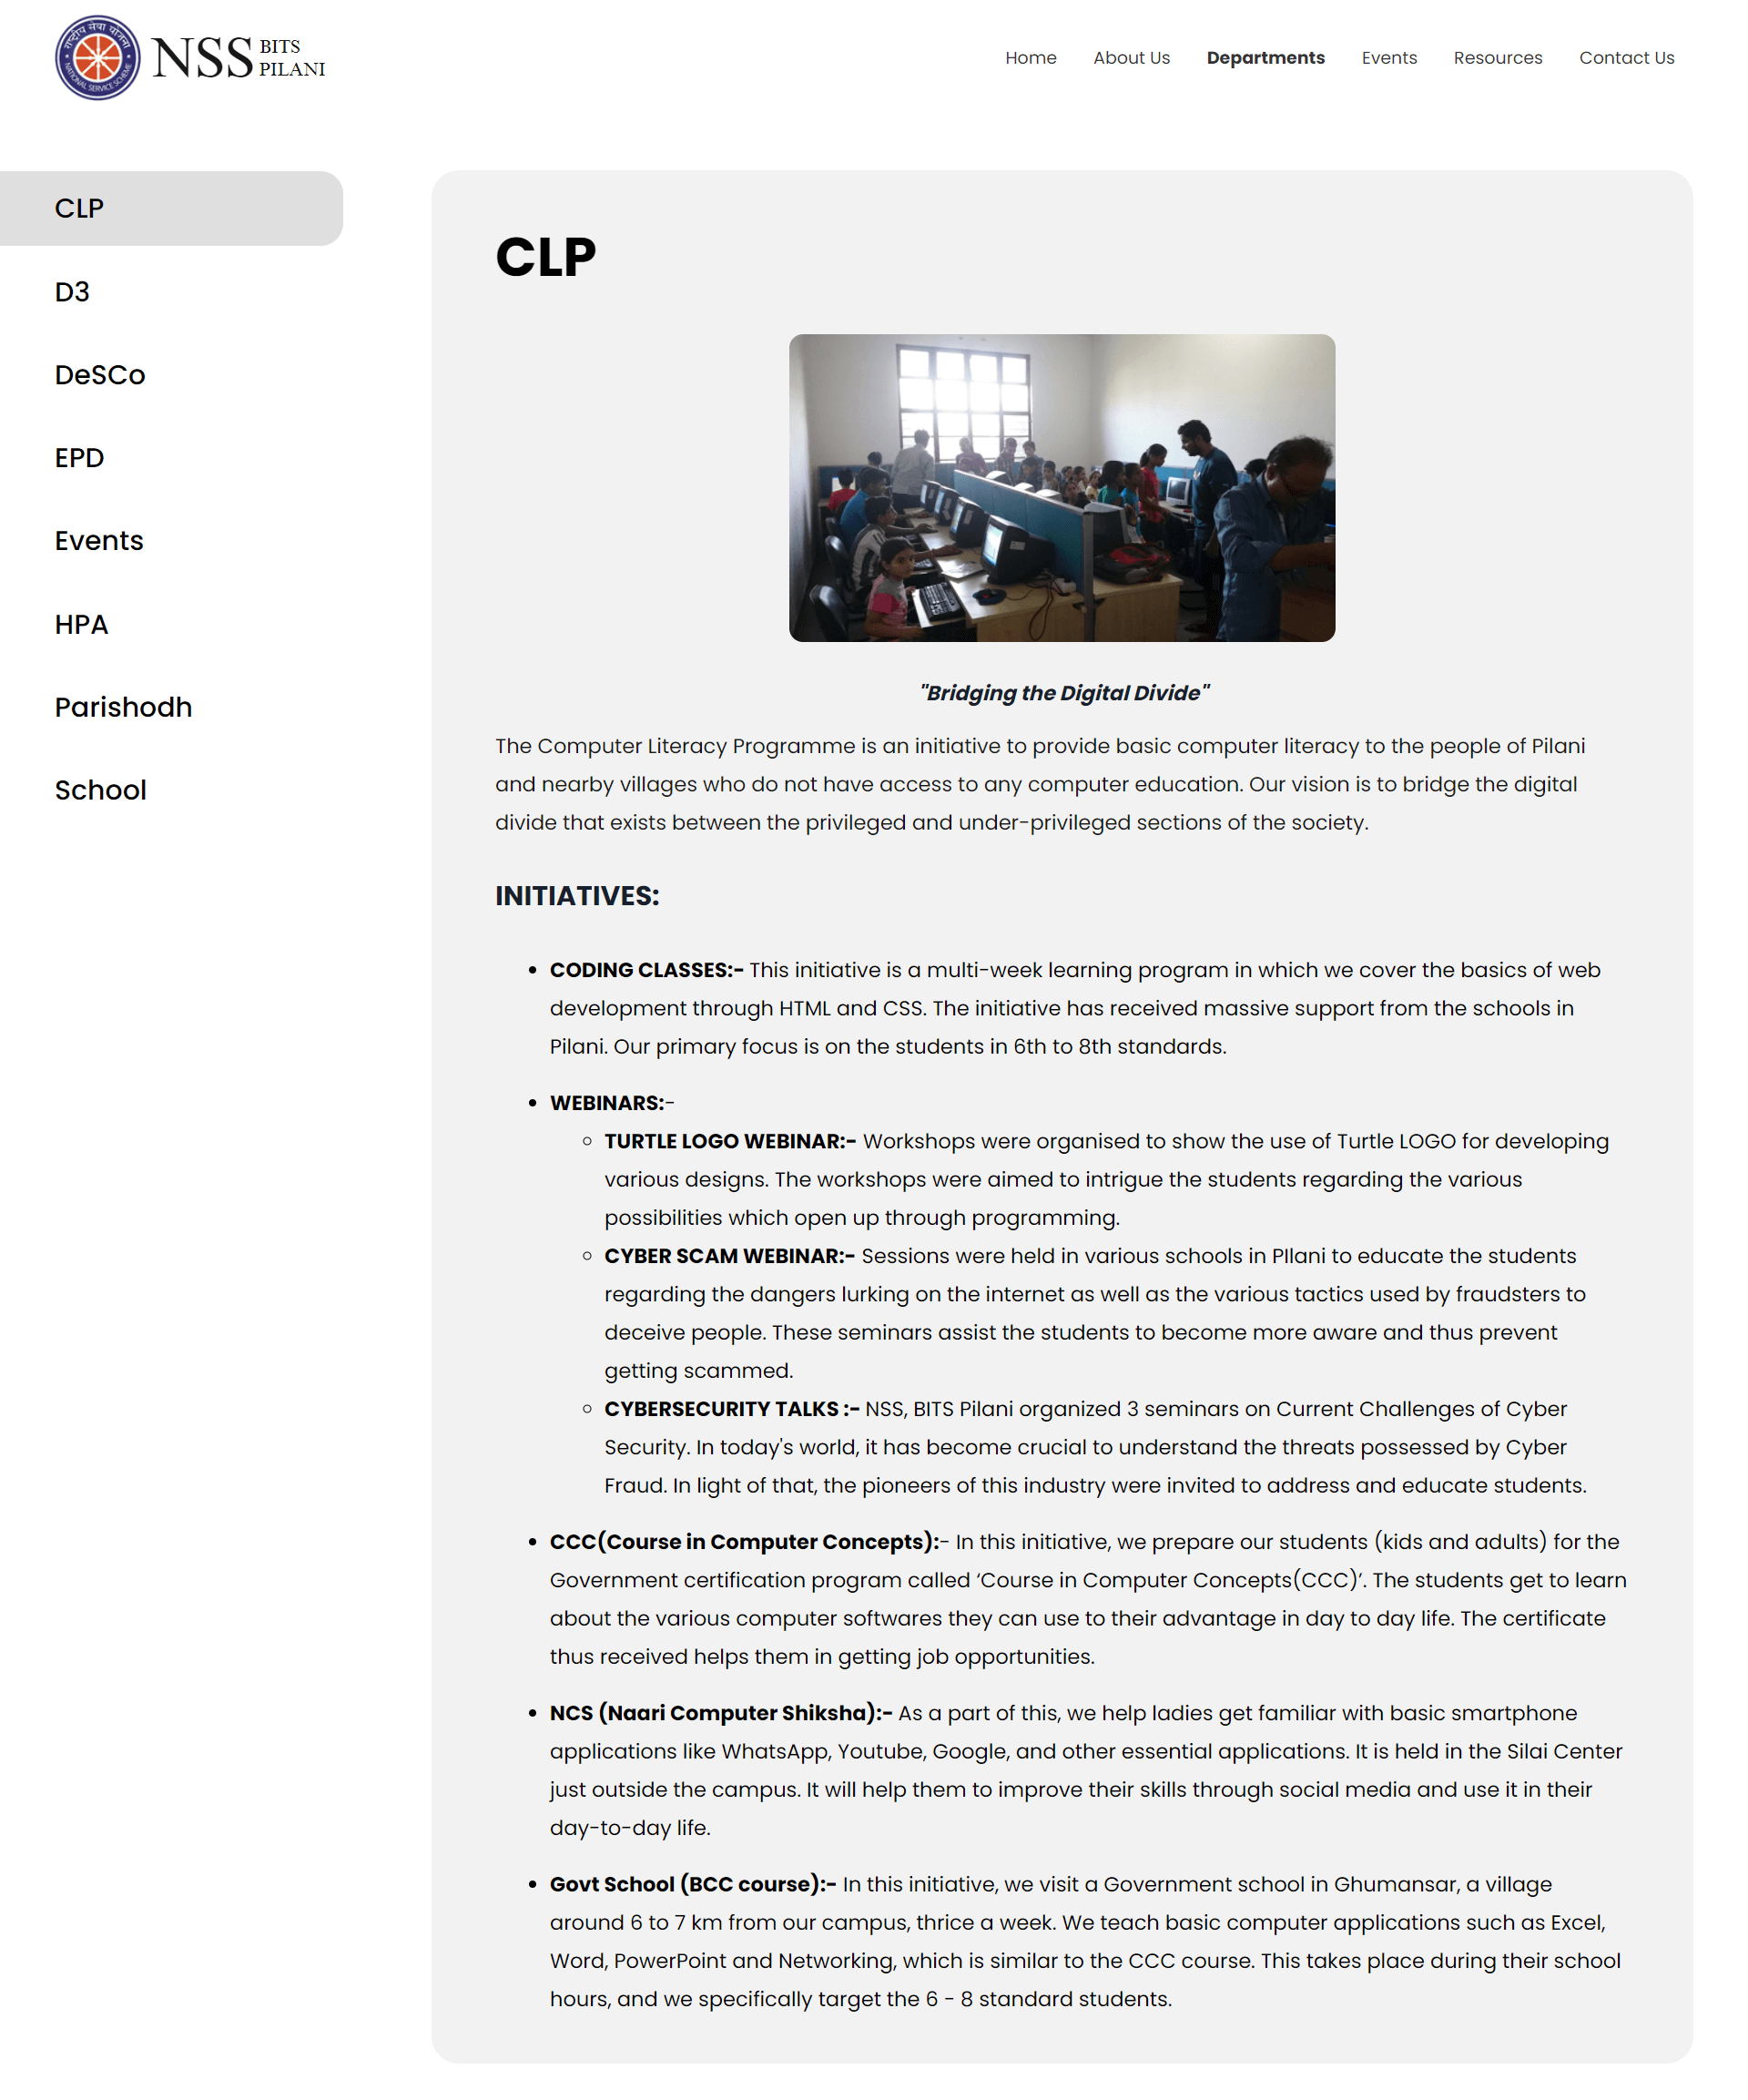 राष्ट्रीय सेवा योजना
NATIONAL SERVICE SCHEME
NSS BITS PILANI
Home About Us Departments Events Resources Contact Us
CLP
D3
DeSCo
EPD
Events
HPA
Parishodh
School
CLP
"Bridging the Digital Divide"
The Computer Literacy Programme is an initiative to provide basic computer literacy to the people of Pilani
and nearby villages who do not have access to any computer education. Our vision is to bridge the digital
divide that exists between the privileged and under-privileged sections of the society.
INITIATIVES:
• CODING CLASSES:- This initiative is a multi-week learning program in which we cover the basics of web
development through HTML and CSS. The initiative has received massive support from the schools in
Pilani. Our primary focus is on the students in 6th to 8th standards.
• WEBINARS:-
◦ TURTLE LOGO WEBINAR:- Workshops were organised to show the use of Turtle LOGO for developing
various designs. The workshops were aimed to intrigue the students regarding the various
possibilities which open up through programming.
◦ CYBER SCAM WEBINAR:- Sessions were held in various schools in PIlani to educate the students
regarding the dangers lurking on the internet as well as the various tactics used by fraudsters to
deceive people. These seminars assist the students to become more aware and thus prevent
getting scammed.
◦ CYBERSECURITY TALKS :- NSS, BITS Pilani organized 3 seminars on Current Challenges of Cyber
Security. In today's world, it has become crucial to understand the threats possessed by Cyber
Fraud. In light of that, the pioneers of this industry were invited to address and educate students.
• CCC(Course in Computer Concepts):- In this initiative, we prepare our students (kids and adults) for the
Government certification program called ‘Course in Computer Concepts(CCC)’. The students get to learn
about the various computer softwares they can use to their advantage in day to day life. The certificate
thus received helps them in getting job opportunities.
• NCS (Naari Computer Shiksha):- As a part of this, we help ladies get familiar with basic smartphone
applications like WhatsApp, Youtube, Google, and other essential applications. It is held in the Silai Center
just outside the campus. It will help them to improve their skills through social media and use it in their
day-to-day life.
• Govt School (BCC course):- In this initiative, we visit a Government school in Ghumansar, a village
around 6 to 7 km from our campus, thrice a week. We teach basic computer applications such as Excel,
Word, PowerPoint and Networking, which is similar to the CCC course. This takes place during their school
hours, and we specifically target the 6 - 8 standard students.